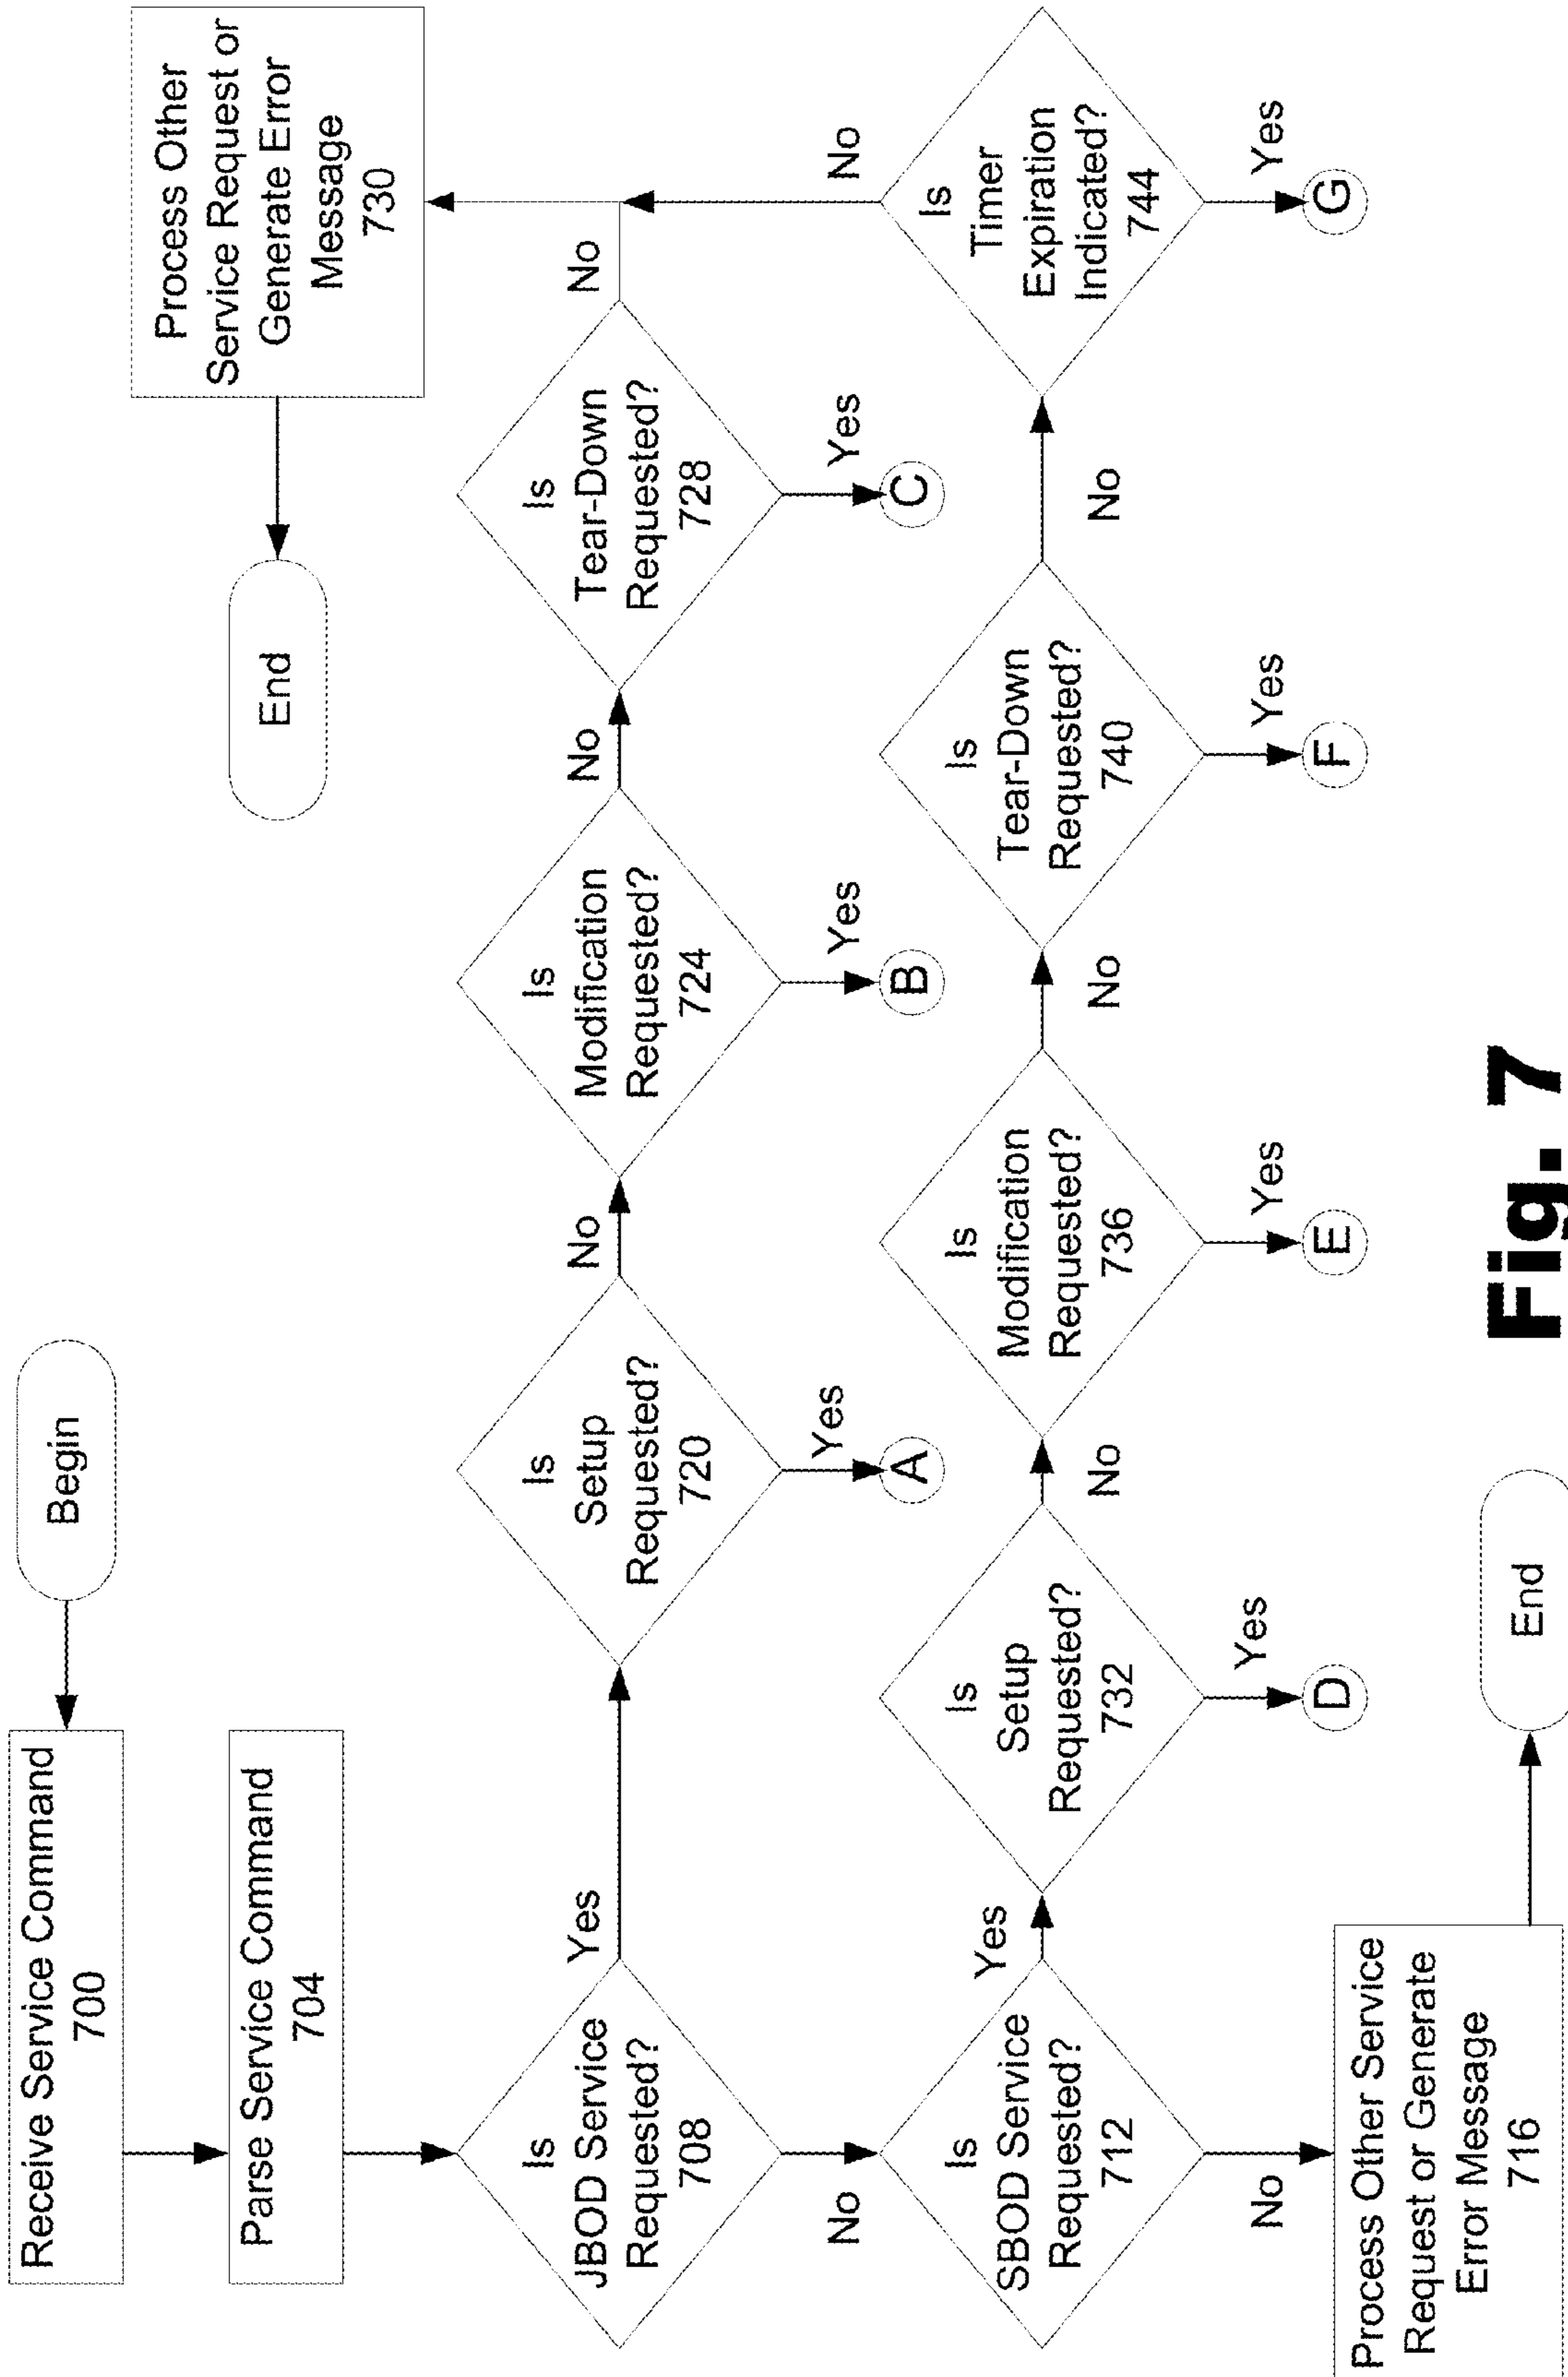 Begin
Receive Service Command
700
Parse Service Command
704
Is
JBOD Service
Requested?
708
Yes
No
Is
Setup
Requested?
720
No
Yes
A
Is
Modification
Requested?
724
No
Yes
B
Is
Tear-Down
Requested?
728
No
Yes
C
Process Other
Service Request or
Generate Error
Message
730
End
Is
SBOD Service
Requested?
712
Yes
No
Is
Setup
Requested?
732
No
Yes
D
Is
Modification
Requested?
736
No
Yes
E
Is
Tear-Down
Requested?
740
No
Yes
F
Is
Timer
Expiration
Indicated?
744
No
Yes
G
Process Other Service
Request or Generate
Error Message
716
End
Fig. 7